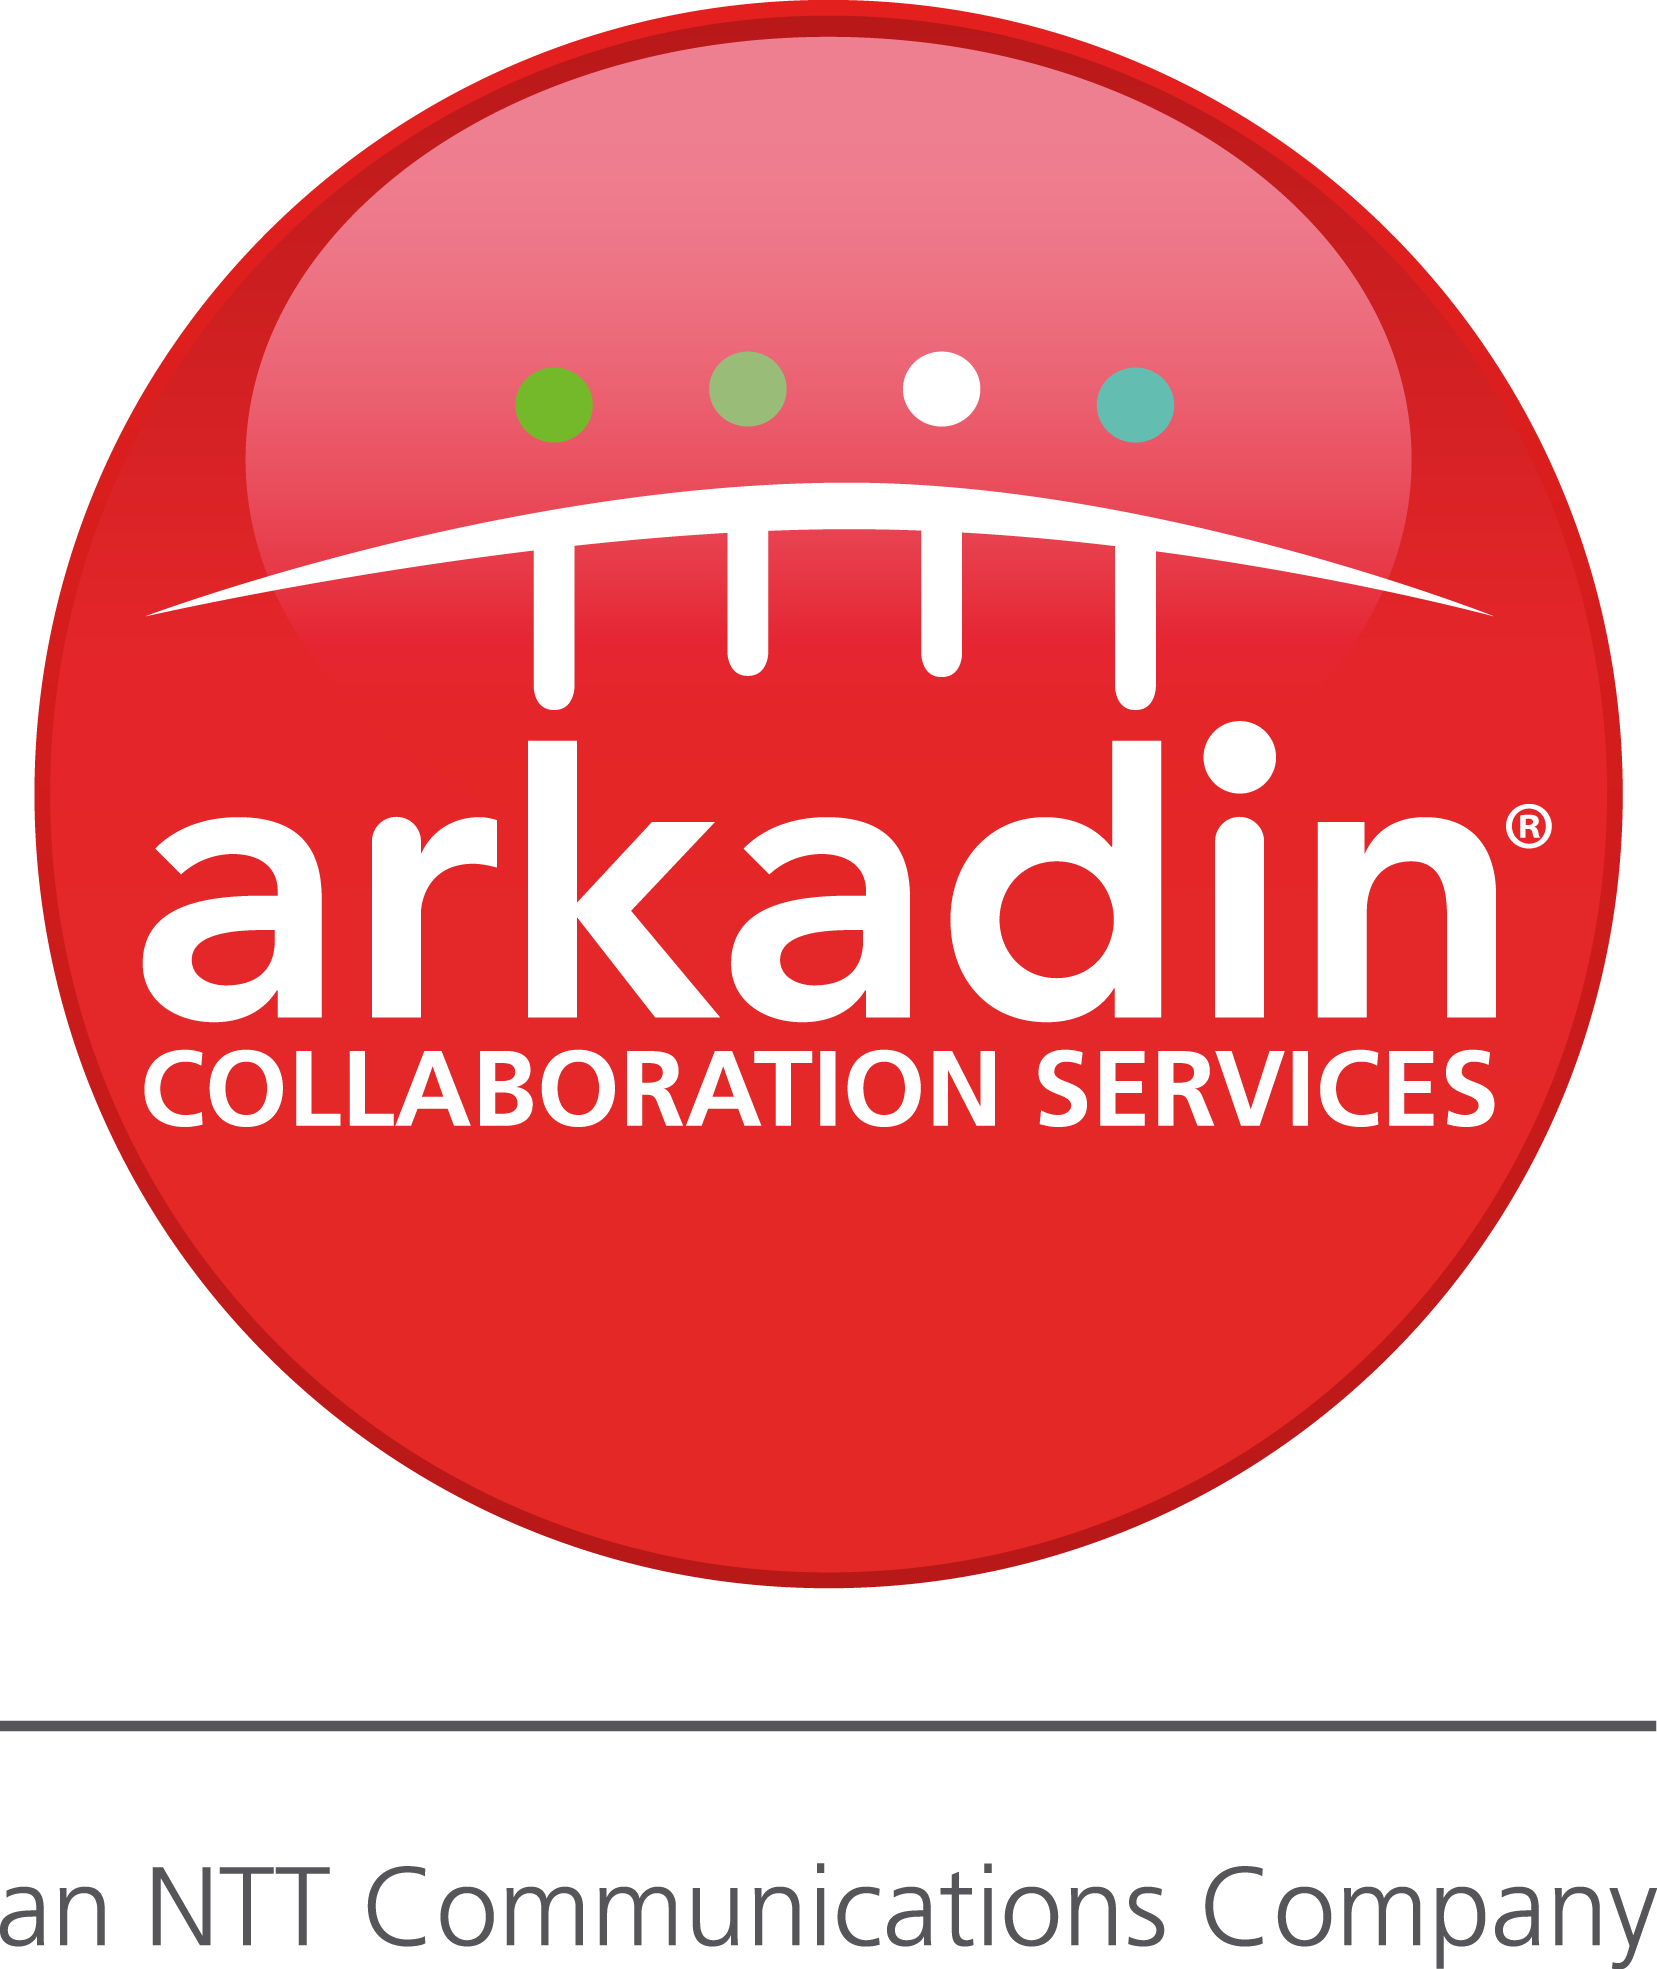 arkadin®
COLLABORATION SERVICES
an NTT Communications Company